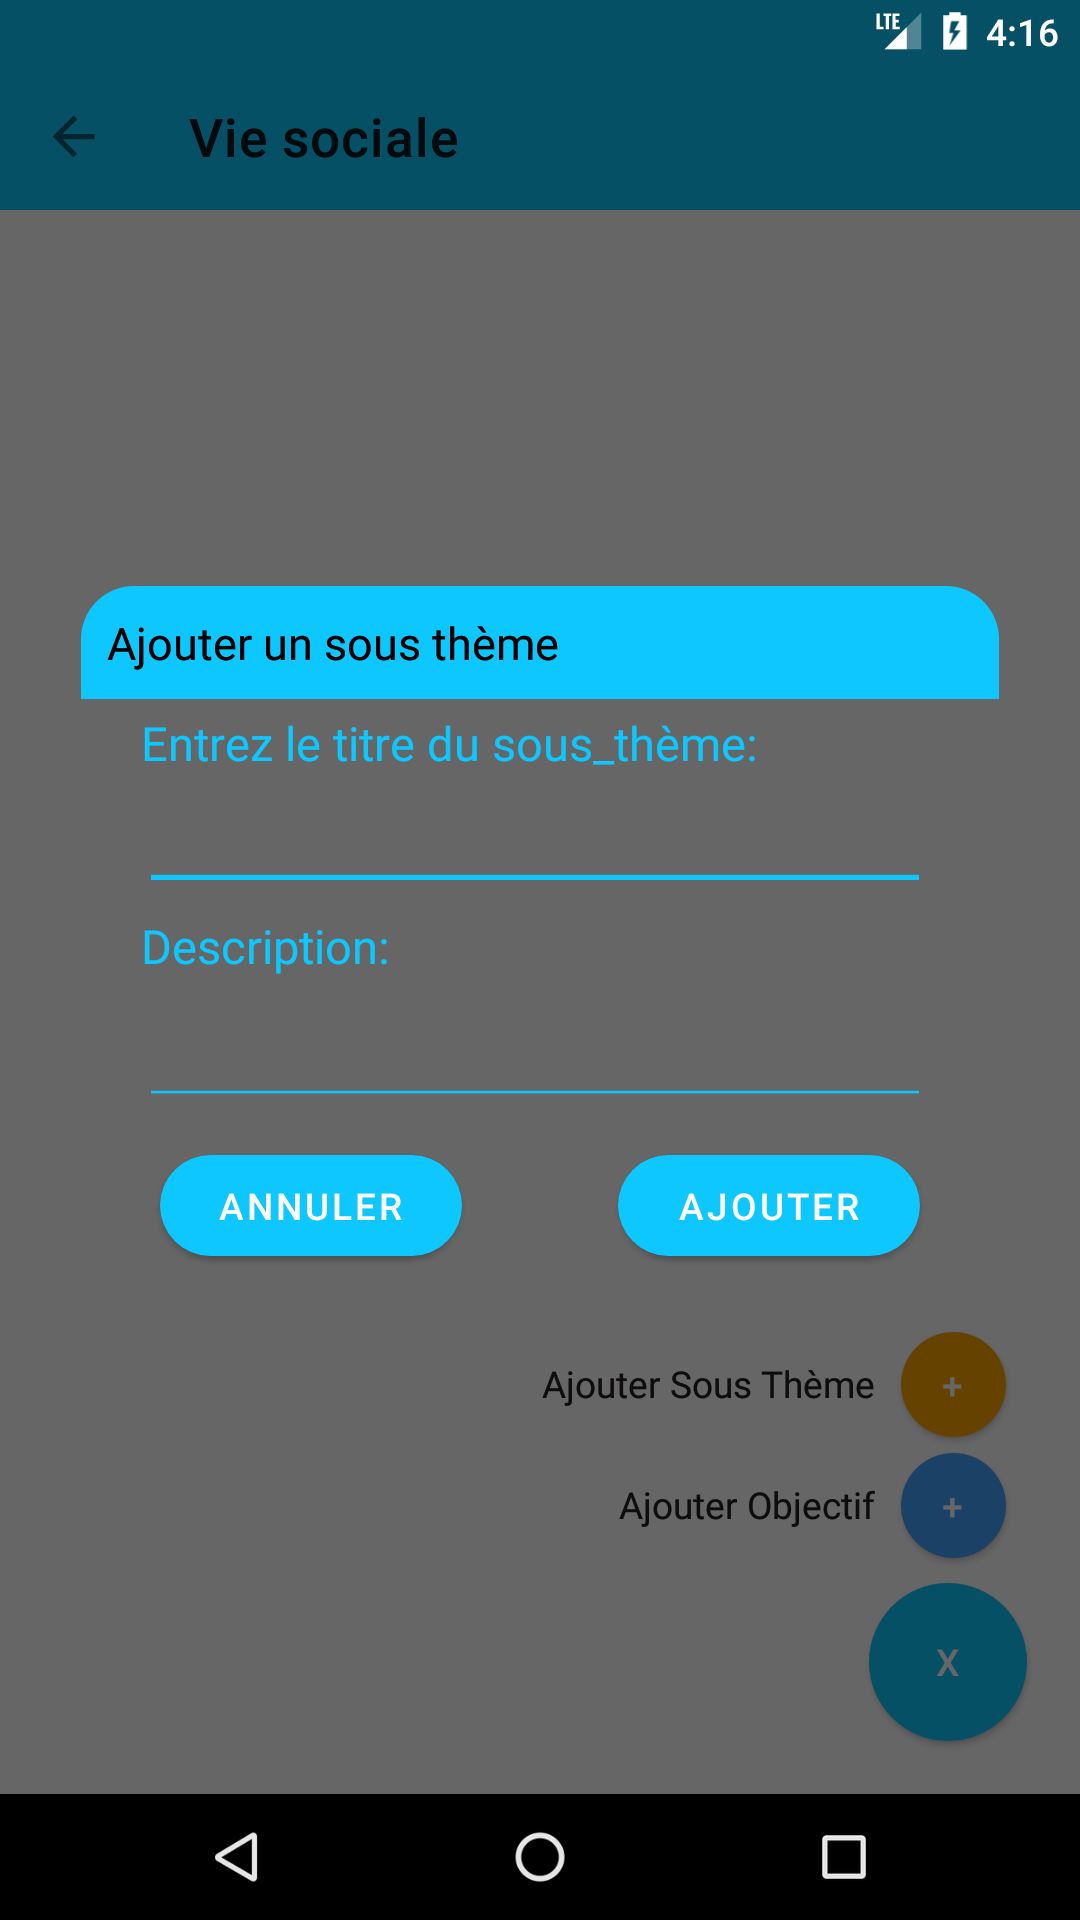 LTE 4:16
Vie sociale
Ajouter un sous thème
Entrez le titre du sous_thème:
Description:
ANNULER AJOUTER
Ajouter Sous Thème +
Ajouter Objectif +
X